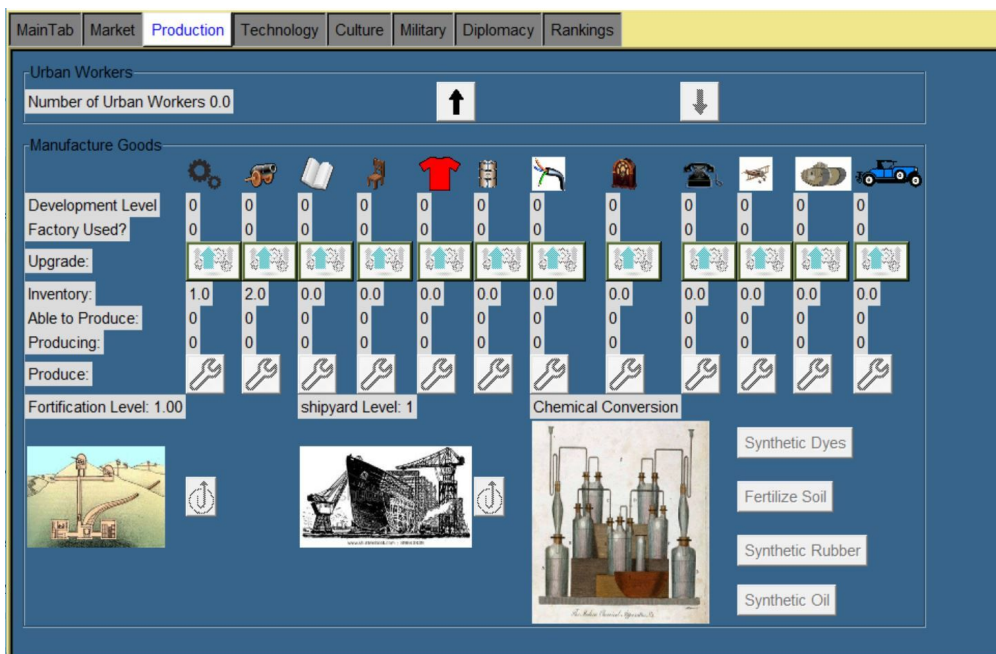 MainTab Market Production Technology Culture Military Diplomacy Rankings
Urban Workers
Number of Urban Workers 0.0
Manufacture Goods
Development Level 0 0 0 0 0 0 0 0 0 0 0 0
Factory Used? 0 0 0 0 0 0 0 0 0 0 0 0
Upgrade:
Inventory: 1.0 2.0 0.0 0.0 0.0 0.0 0.0 0.0 0.0 0.0 0.0 0.0
Able to Produce: 0 0 0 0 0 0 0 0 0 0 0 0
Producing: 0 0 0 0 0 0 0 0 0 0 0 0
Produce:
Fortification Level: 1.00 shipyard Level: 1 Chemical Conversion
Synthetic Dyes
Fertilize Soil
Synthetic Rubber
Synthetic Oil